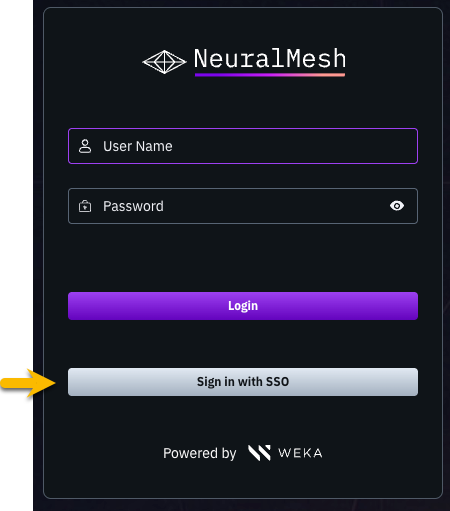 NeuralMesh
User Name
Password
Login
Sign in with SSO
Powered by WEKA